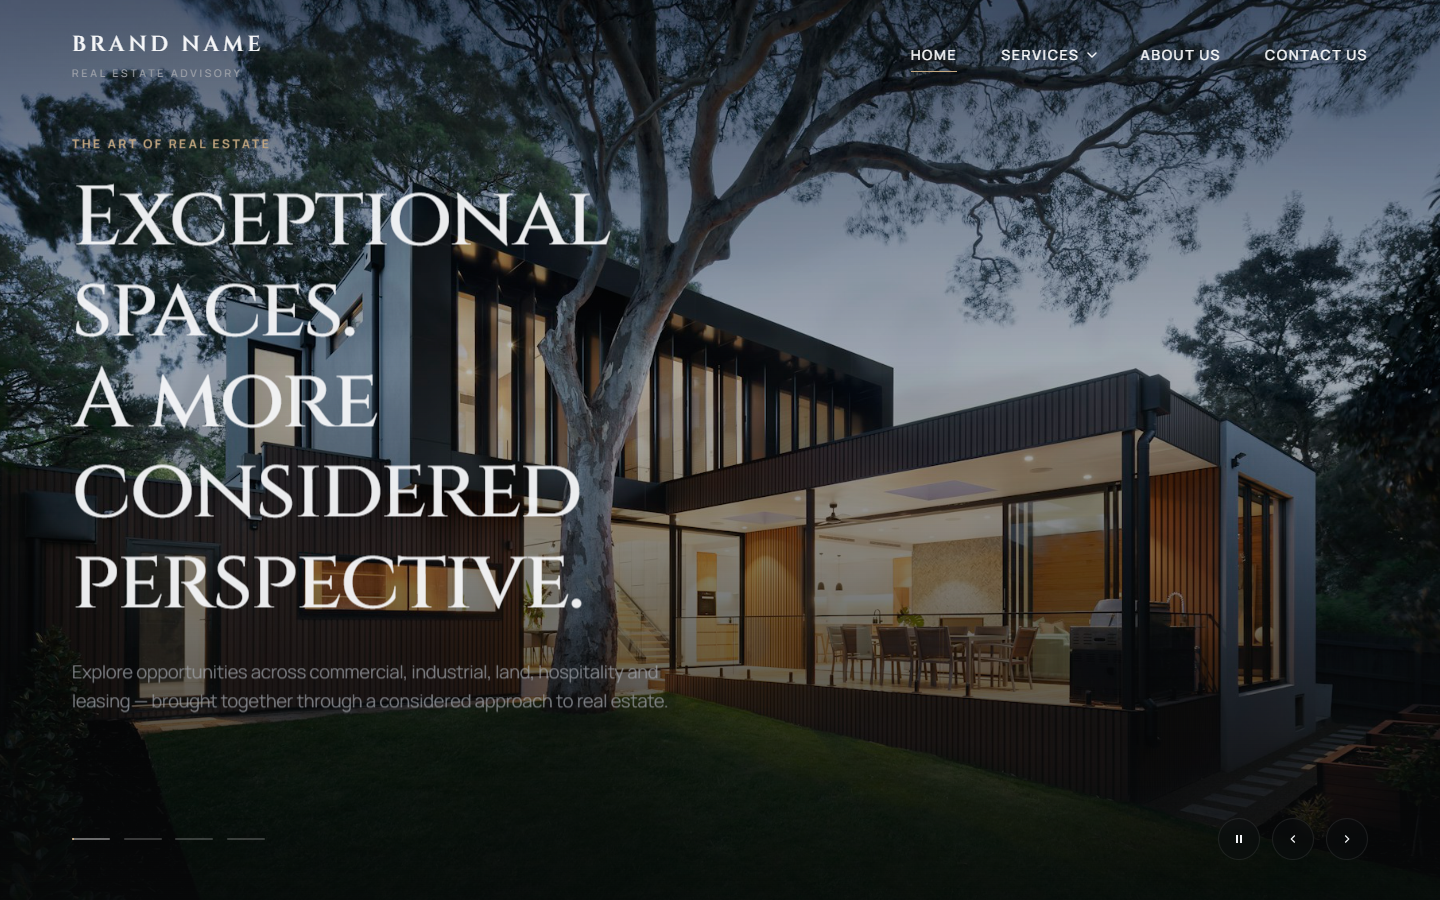 BRAND NAME
REAL ESTATE ADVISORY
HOME
SERVICES
ABOUT US
CONTACT US
THE ART OF REAL ESTATE
EXCEPTIONAL
SPACES.
A MORE
CONSIDERED
PERSPECTIVE.
Explore opportunities across commercial, industrial, land, hospitality and
leasing — brought together through a considered approach to real estate.